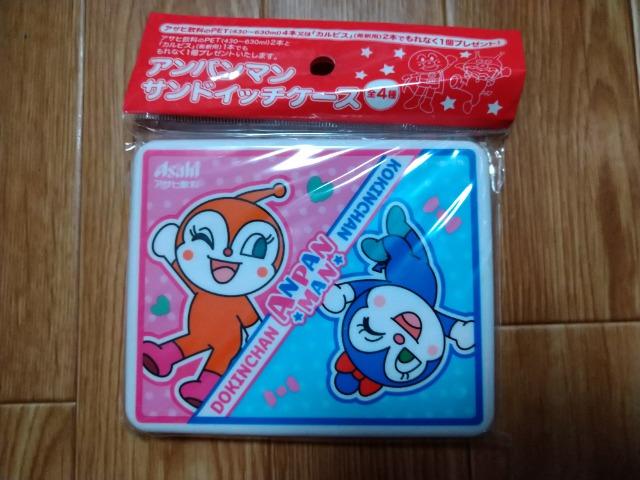 アサヒ飲料のPET(430〜630ml)4本又は「カルピス」(希釈用)2本でもれなく1個プレゼント!
アサヒ飲料のPET(430〜630ml)2本と
「カルピス」(希釈用)1本でも
もれなく1個プレゼントいたします。
アンパンマン
サンドイッチケース
全4種
Asahi
アサヒ飲料
KOKINCHAN
ANPAN
MAN
DOKINCHAN